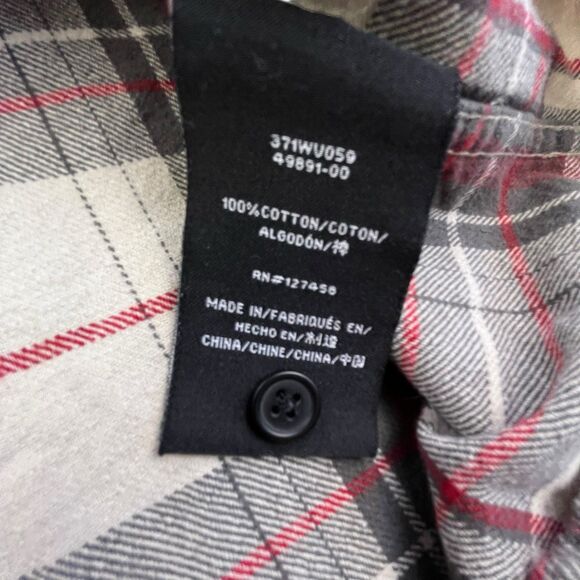 371WU059
49891-00
100%COTTON/COTON/
ALGODÓN/棉
RN#127458
MADE IN/FABRIQUÉS EN/
HECHO EN/制造
CHINA/CHINE/CHINA/中国